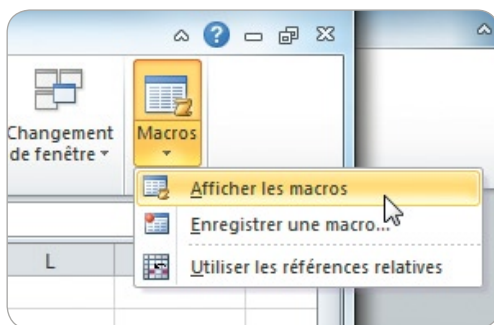 Changement
de fenêtre
Macros
Afficher les macros
Enregistrer une macro...
Utiliser les références relatives
L